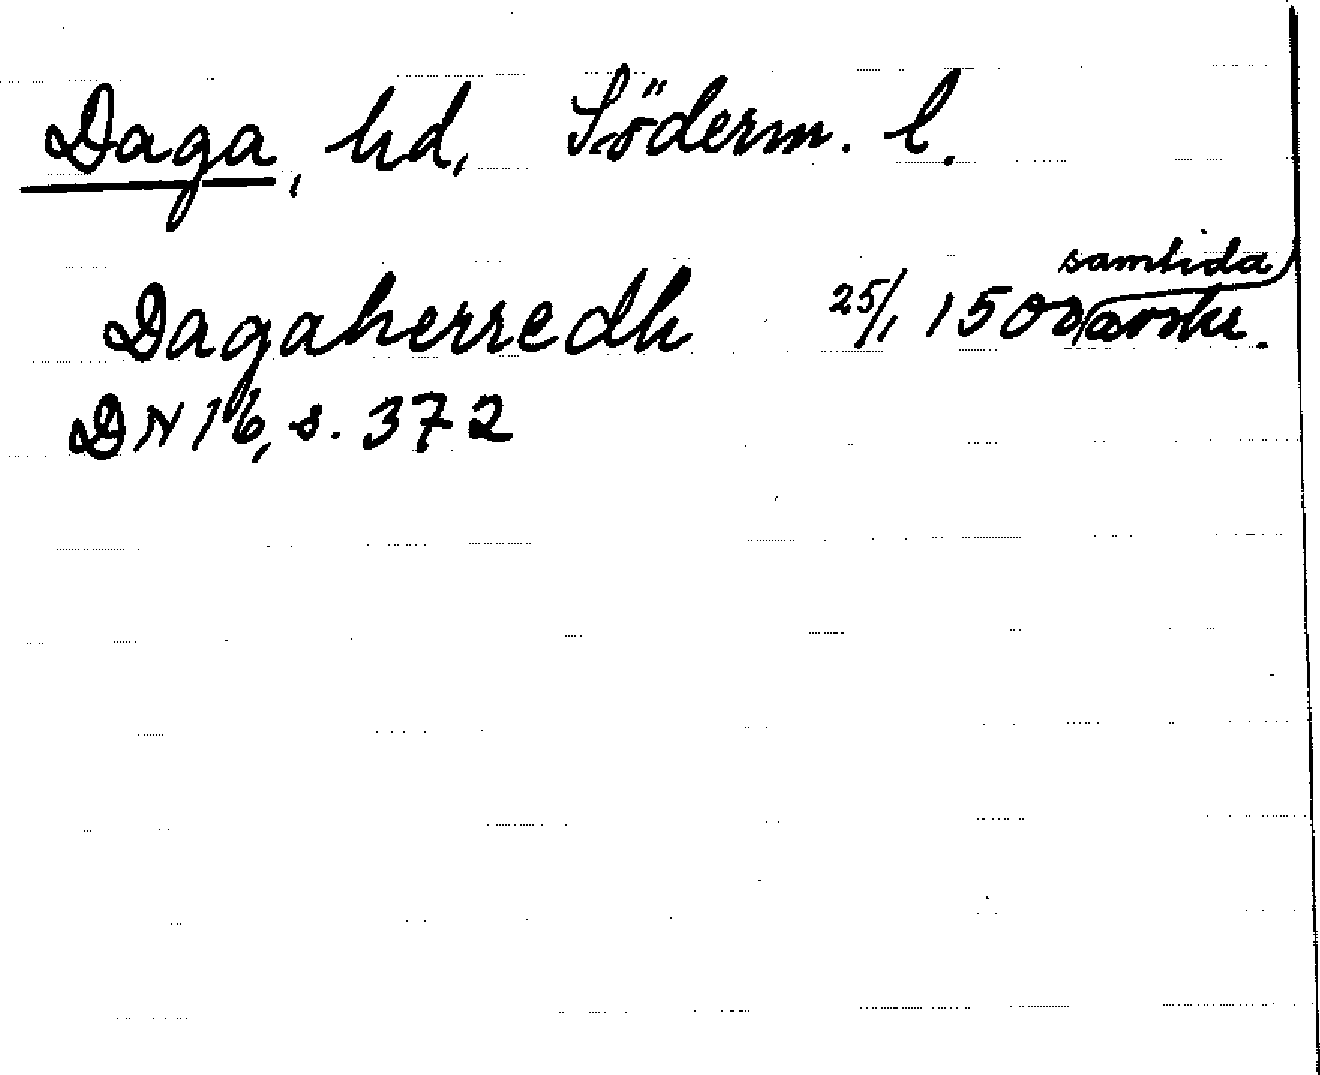 Daga, hd, Söderm. l.
Dagaherredh 25/1 1500 samtida avskr.
DN 16, s. 372